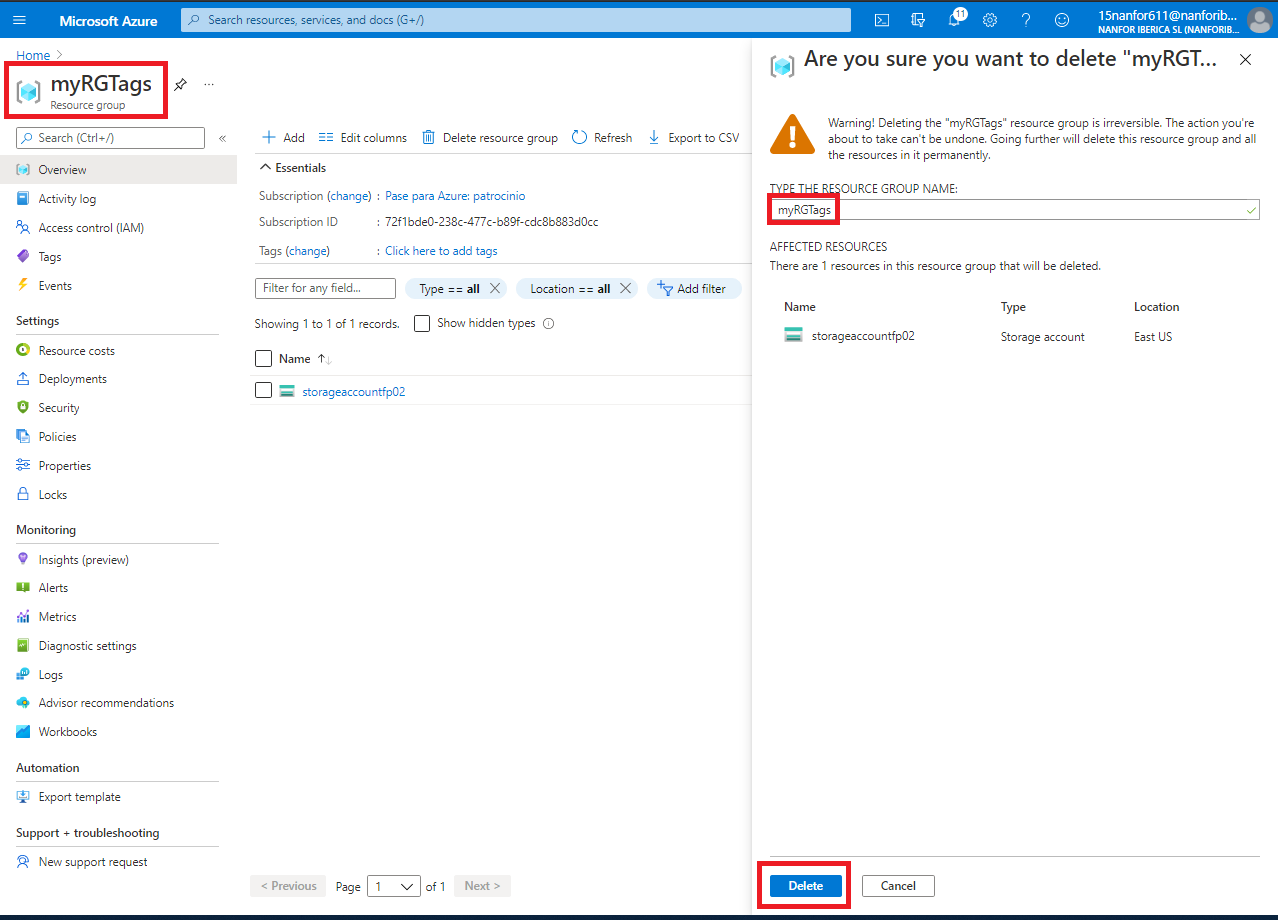 Microsoft Azure
Search resources, services, and docs (G+/)
11
15nanfor611@nanforib...
NANFOR IBERICA SL (NANFORIB...
Home >
myRGTags
Resource group
...
Search (Ctrl+/)
«
Overview
Activity log
Access control (IAM)
Tags
Events
Settings
Resource costs
Deployments
Security
Policies
Properties
Locks
Monitoring
Insights (preview)
Alerts
Metrics
Diagnostic settings
Logs
Advisor recommendations
Workbooks
Automation
Export template
Support + troubleshooting
New support request
Add Edit columns Delete resource group Refresh Export to CSV
Essentials
Subscription (change) : Pase para Azure: patrocinio
Subscription ID : 72f1bde0-238c-477c-b89f-cdc8b883d0cc
Tags (change) : Click here to add tags
Filter for any field... Type == all Location == all Add filter
Showing 1 to 1 of 1 records. Show hidden types
Name
storageaccountfp02
< Previous Page 1 of 1 Next >
Are you sure you want to delete "myRGT...
Warning! Deleting the "myRGTags" resource group is irreversible. The action you're
about to take can't be undone. Going further will delete this resource group and all
the resources in it permanently.
TYPE THE RESOURCE GROUP NAME:
myRGTags
AFFECTED RESOURCES
There are 1 resources in this resource group that will be deleted.
Name Type Location
storageaccountfp02 Storage account East US
Delete Cancel